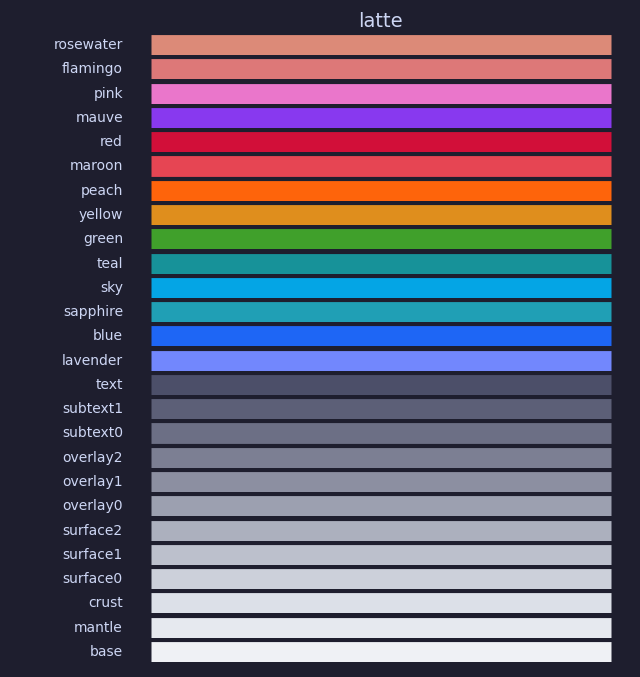 latte
rosewater
flamingo
pink
mauve
red
maroon
peach
yellow
green
teal
sky
sapphire
blue
lavender
text
subtext1
subtext0
overlay2
overlay1
overlay0
surface2
surface1
surface0
crust
mantle
base